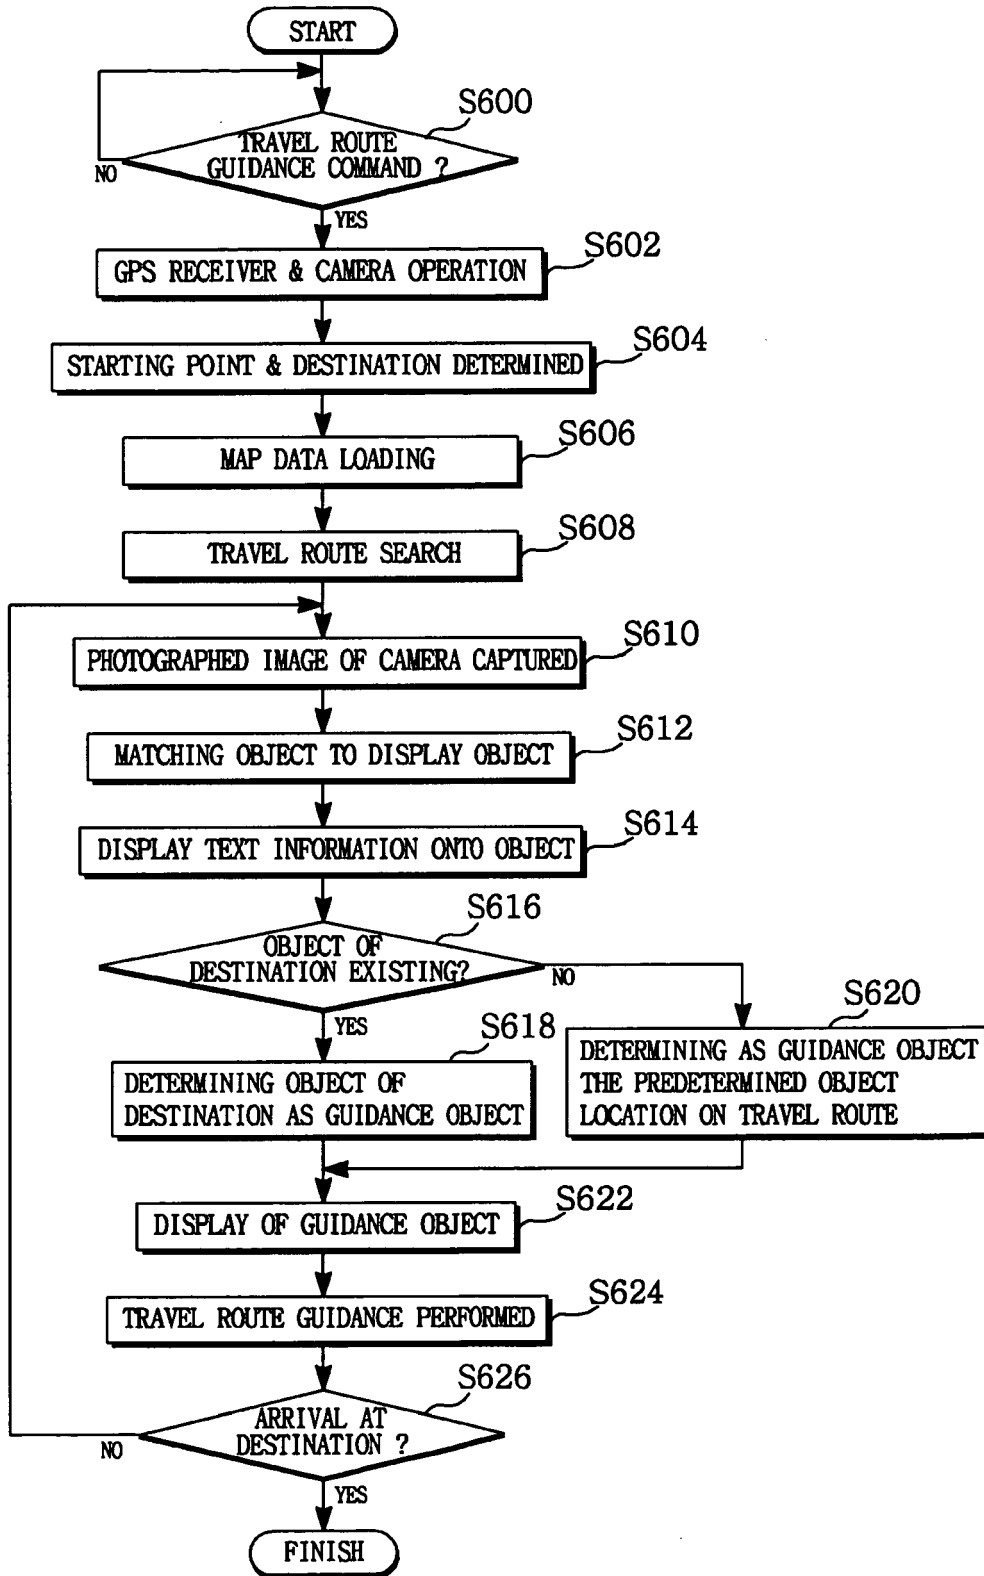 START
S600
TRAVEL ROUTE
GUIDANCE COMMAND ?
NO
YES
S602
GPS RECEIVER & CAMERA OPERATION
S604
STARTING POINT & DESTINATION DETERMINED
S606
MAP DATA LOADING
S608
TRAVEL ROUTE SEARCH
S610
PHOTOGRAPHED IMAGE OF CAMERA CAPTURED
S612
MATCHING OBJECT TO DISPLAY OBJECT
S614
DISPLAY TEXT INFORMATION ONTO OBJECT
S616
OBJECT OF
DESTINATION EXISTING?
NO
YES
S618
DETERMINING OBJECT OF
DESTINATION AS GUIDANCE OBJECT
S620
DETERMINING AS GUIDANCE OBJECT
THE PREDETERMINED OBJECT
LOCATION ON TRAVEL ROUTE
S622
DISPLAY OF GUIDANCE OBJECT
S624
TRAVEL ROUTE GUIDANCE PERFORMED
S626
ARRIVAL AT
DESTINATION ?
NO
YES
FINISH